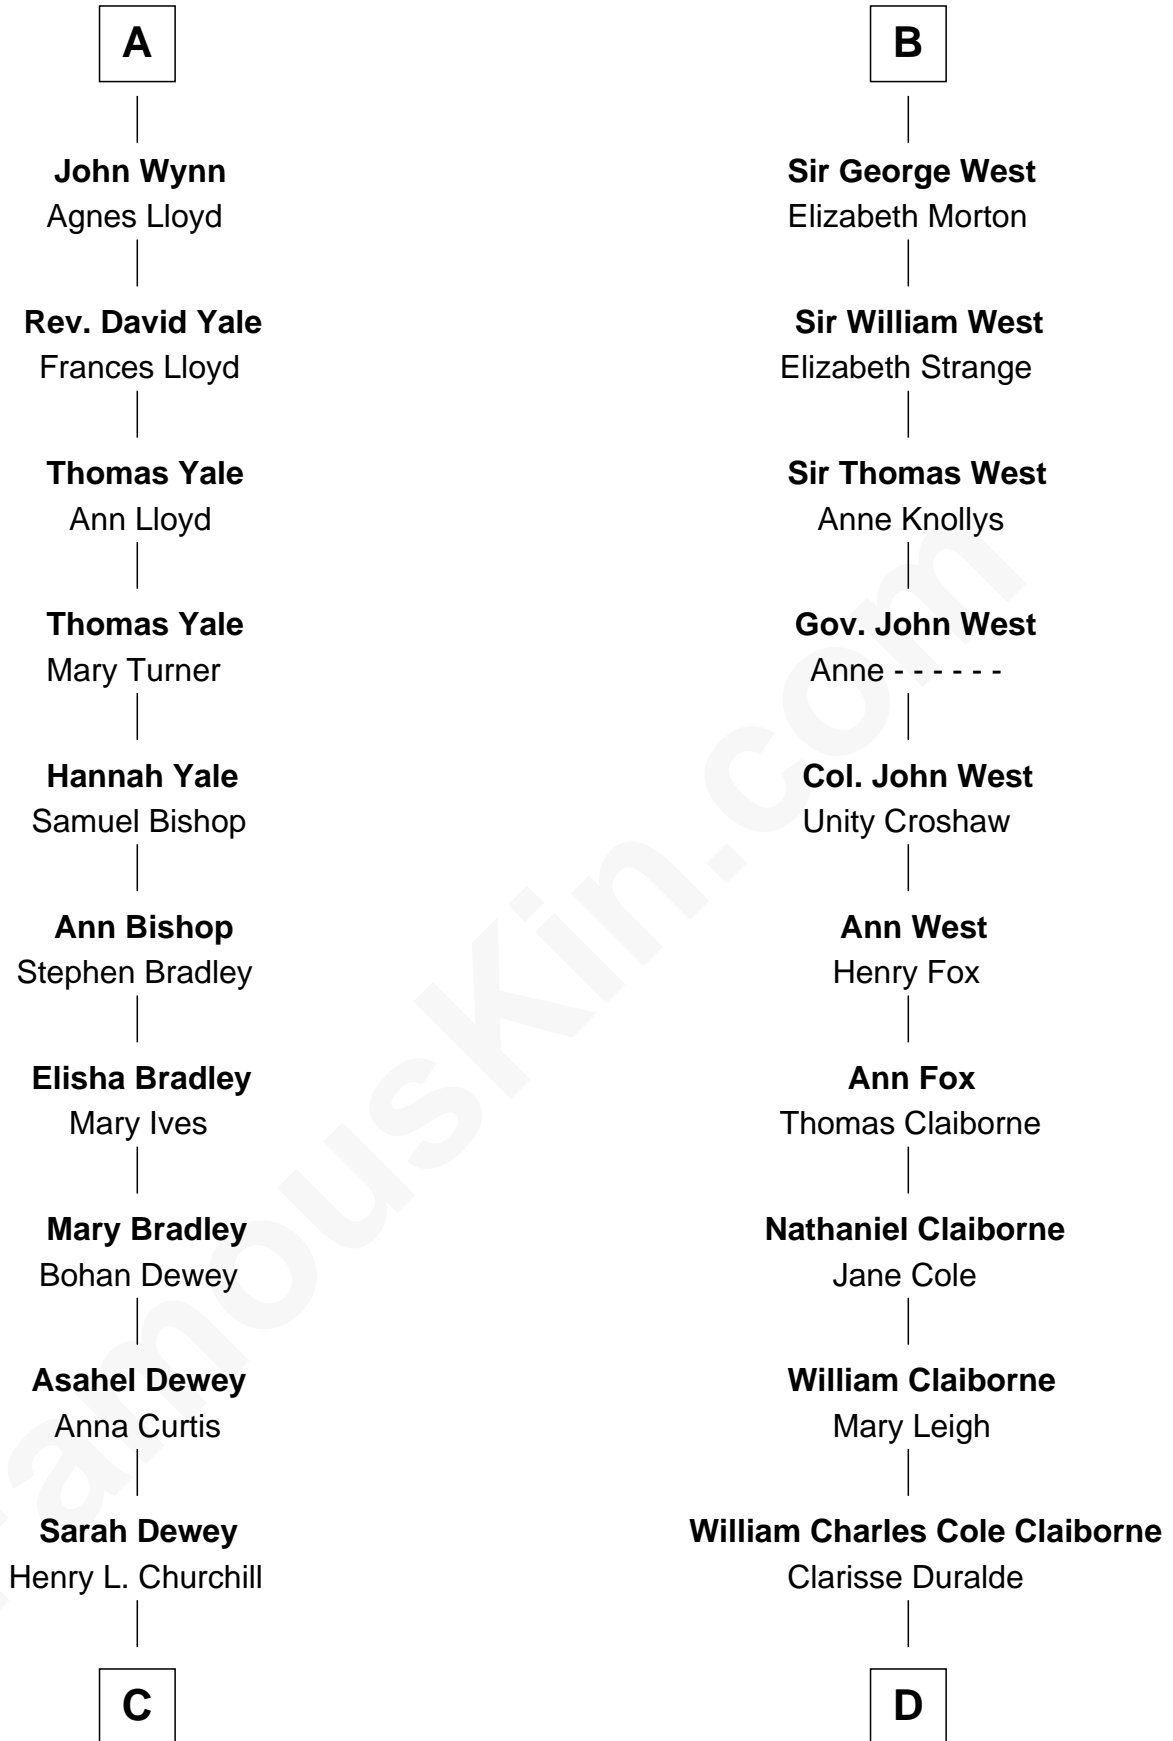 A
John Wynn
Agnes Lloyd
Rev. David Yale
Frances Lloyd
Thomas Yale
Ann Lloyd
Thomas Yale
Mary Turner
Hannah Yale
Samuel Bishop
Ann Bishop
Stephen Bradley
Elisha Bradley
Mary Ives
Mary Bradley
Bohan Dewey
Asahel Dewey
Anna Curtis
Sarah Dewey
Henry L. Churchill
C
B
Sir George West
Elizabeth Morton
Sir William West
Elizabeth Strange
Sir Thomas West
Anne Knollys
Gov. John West
Anne - - - - - -
Col. John West
Unity Croshaw
Ann West
Henry Fox
Ann Fox
Thomas Claiborne
Nathaniel Claiborne
Jane Cole
William Claiborne
Mary Leigh
William Charles Cole Claiborne
Clarisse Duralde
D
FamousKin.com